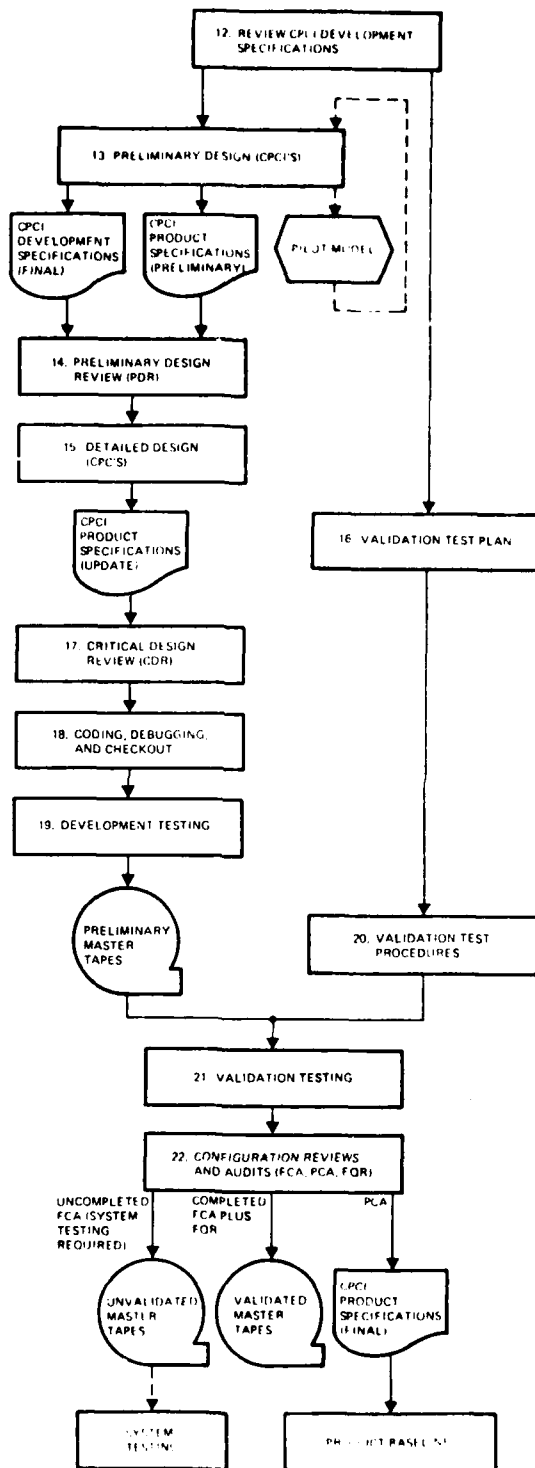 12. REVIEW CPCI DEVELOPMENT
SPECIFICATIONS
13. PRELIMINARY DESIGN (CPCI'S)
CPCI
DEVELOPMENT
SPECIFICATIONS
(FINAL)
CPCI
PRODUCT
SPECIFICATIONS
(PRELIMINARY)
PILOT MODEL
14. PRELIMINARY DESIGN
REVIEW (PDR)
15. DETAILED DESIGN
(CPC'S)
CPCI
PRODUCT
SPECIFICATIONS
(UPDATE)
16. VALIDATION TEST PLAN
17. CRITICAL DESIGN
REVIEW (CDR)
18. CODING, DEBUGGING,
AND CHECKOUT
19. DEVELOPMENT TESTING
PRELIMINARY
MASTER
TAPES
20. VALIDATION TEST
PROCEDURES
21. VALIDATION TESTING
22. CONFIGURATION REVIEWS
AND AUDITS (FCA, PCA, FQR)
UNCOMPLETED
FCA (SYSTEM
TESTING
REQUIRED)
COMPLETED
FCA PLUS
FQR
PCA
UNVALIDATED
MASTER
TAPES
VALIDATED
MASTER
TAPES
CPCI
PRODUCT
SPECIFICATIONS
(FINAL)
SYSTEM
TESTING
PRODUCT BASELINE